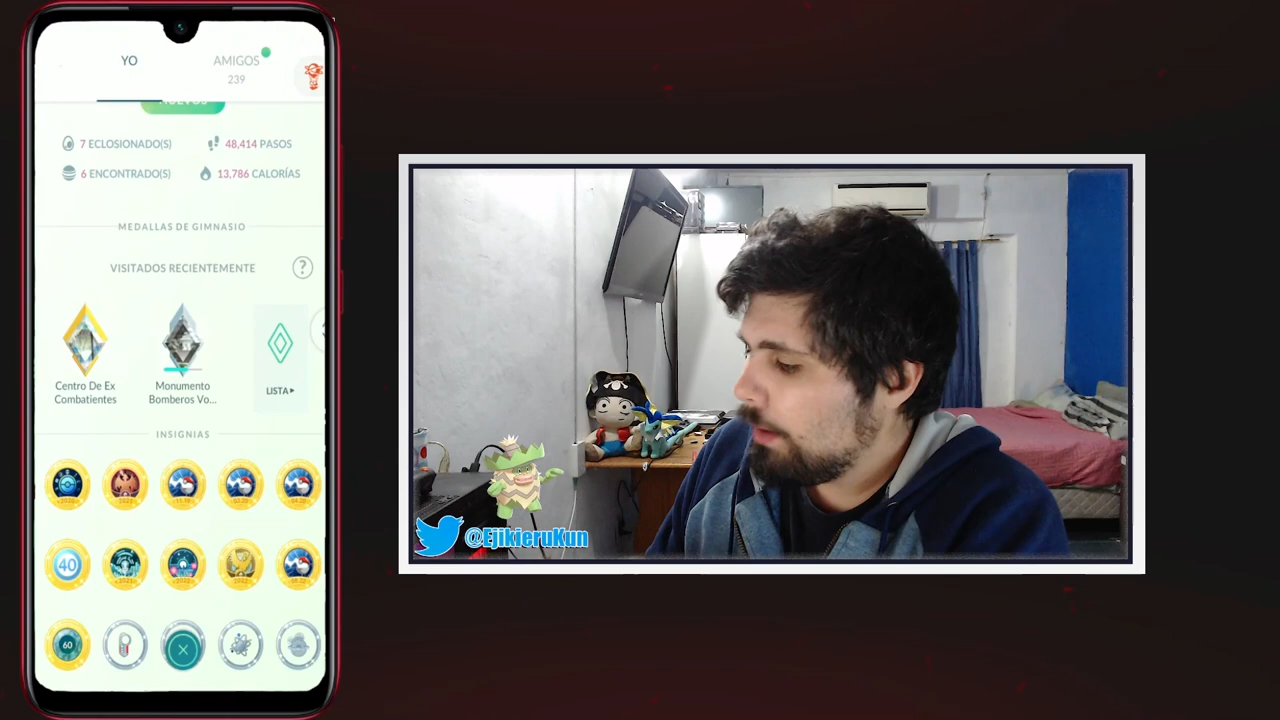 YO
AMIGOS
239
NUEVOS
7 ECLOSIONADO(S)
48,414 PASOS
6 ENCONTRADO(S)
13,786 CALORÍAS
MEDALLAS DE GIMNASIO
VISITADOS RECIENTEMENTE
?
Centro De Ex
Combatientes
Monumento
Bomberos Vo...
LISTA
INSIGNIAS
40
60
@EjikieruKun